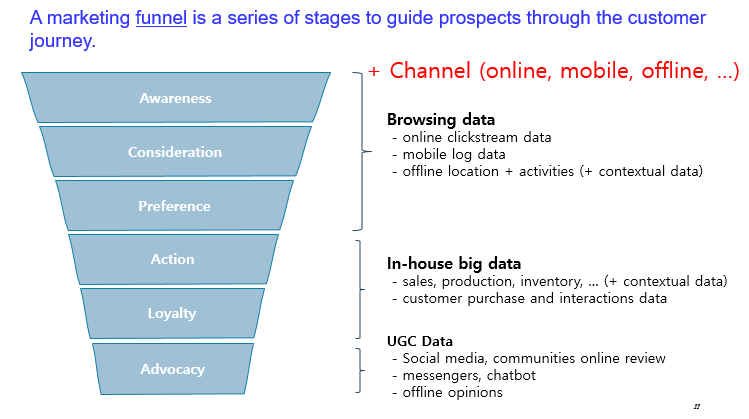 A marketing funnel is a series of stages to guide prospects through the customer
journey.
+ Channel (online, mobile, offline, ...)
Awareness
Consideration
Preference
Browsing data
- online clickstream data
- mobile log data
- offline location + activities (+ contextual data)
Action
Loyalty
In-house big data
- sales, production, inventory, ... (+ contextual data)
- customer purchase and interactions data
Advocacy
UGC Data
- Social media, communities online review
- messengers, chatbot
- offline opinions